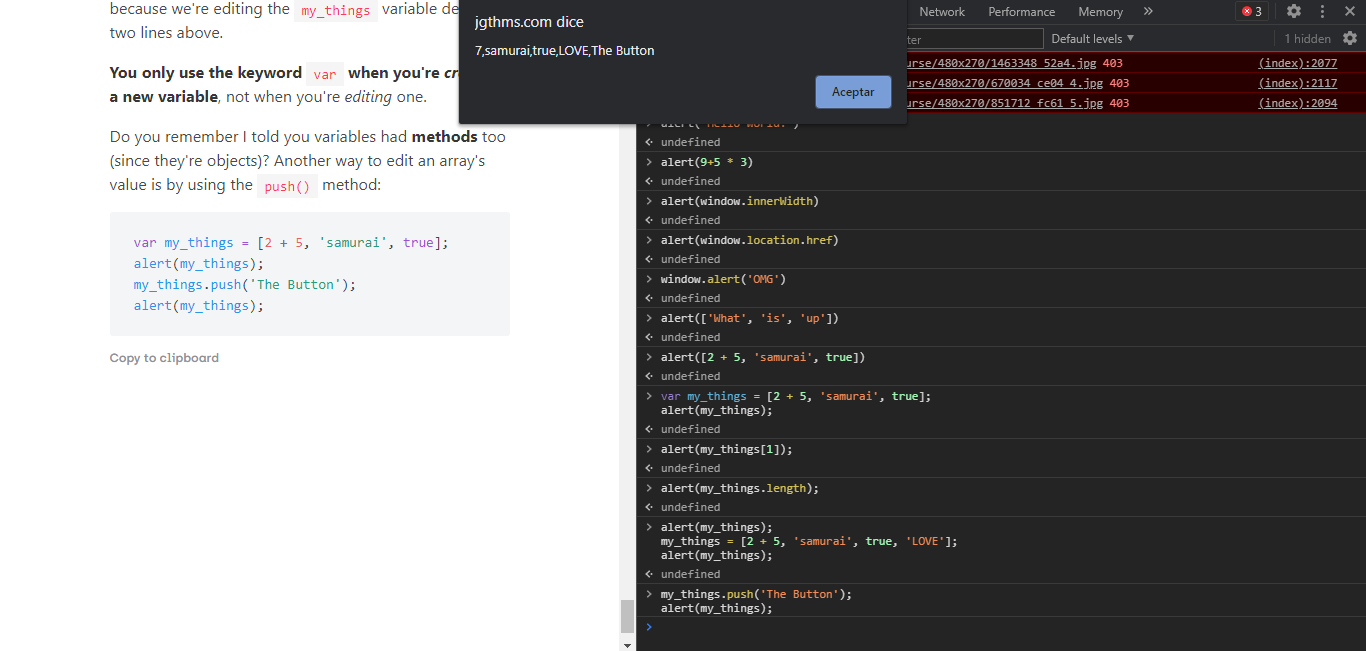 because we're editing the my_things variable de
two lines above.
You only use the keyword var when you're cr
a new variable, not when you're editing one.
Do you remember I told you variables had methods too
(since they're objects)? Another way to edit an array's
value is by using the push() method:
var my_things = [2 + 5, 'samurai', true];
alert(my_things);
my_things.push('The Button');
alert(my_things);
Copy to clipboard
jgthms.com dice
7,samurai,true,LOVE,The Button
Aceptar
Network Performance Memory » 3
ter Default levels ▼ 1 hidden
urse/480x270/1463348 52a4.jpg 403 (index):2077
urse/480x270/670034 ce04 4.jpg 403 (index):2117
urse/480x270/851712 fc61 5.jpg 403 (index):2094
undefined
> alert(9+5 * 3)
undefined
> alert(window.innerWidth)
undefined
> alert(window.location.href)
undefined
> window.alert('OMG')
undefined
> alert(['What', 'is', 'up'])
undefined
> alert([2 + 5, 'samurai', true])
undefined
> var my_things = [2 + 5, 'samurai', true];
alert(my_things);
undefined
> alert(my_things[1]);
undefined
> alert(my_things.length);
undefined
> alert(my_things);
my_things = [2 + 5, 'samurai', true, 'LOVE'];
alert(my_things);
undefined
> my_things.push('The Button');
alert(my_things);
>